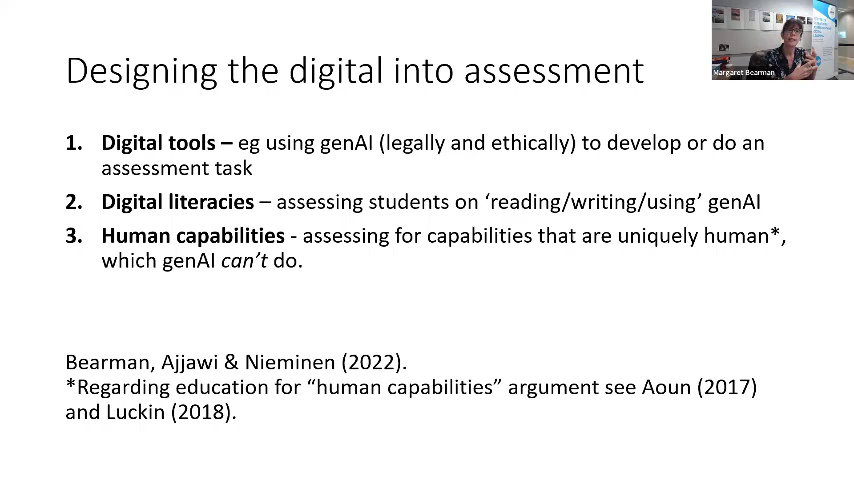 Designing the digital into assessment
Margaret Bearman
1. Digital tools – eg using genAI (legally and ethically) to develop or do an
assessment task
2. Digital literacies – assessing students on ‘reading/writing/using’ genAI
3. Human capabilities - assessing for capabilities that are uniquely human*,
which genAI can’t do.
Bearman, Ajjawi & Nieminen (2022).
*Regarding education for “human capabilities” argument see Aoun (2017)
and Luckin (2018).